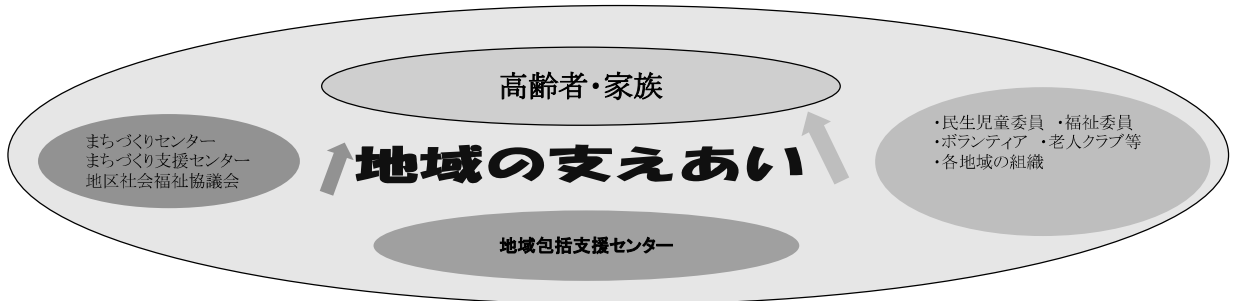 高齢者・家族
まちづくりセンター
まちづくり支援センター
地区社会福祉協議会
地域の支えあい
・民生児童委員 ・福祉委員
・ボランティア ・老人クラブ等
・各地域の組織
地域包括支援センター